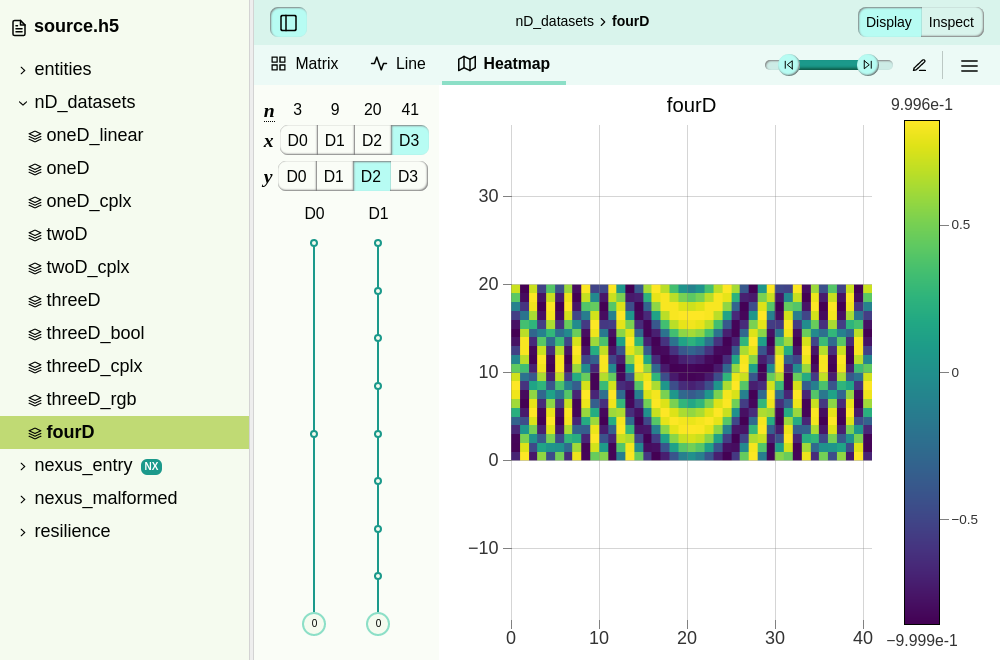 source.h5
entities
nD_datasets
oneD_linear
oneD
oneD_cplx
twoD
twoD_cplx
threeD
threeD_bool
threeD_cplx
threeD_rgb
fourD
nexus_entry NX
nexus_malformed
resilience
nD_datasets > fourD
Display Inspect
Matrix Line Heatmap
n 3 9 20 41
x D0 D1 D2 D3
y D0 D1 D2 D3
D0 D1
0 0
fourD
30
20
10
0
−10
0 10 20 30 40
9.996e-1
0.5
0
−0.5
−9.999e-1